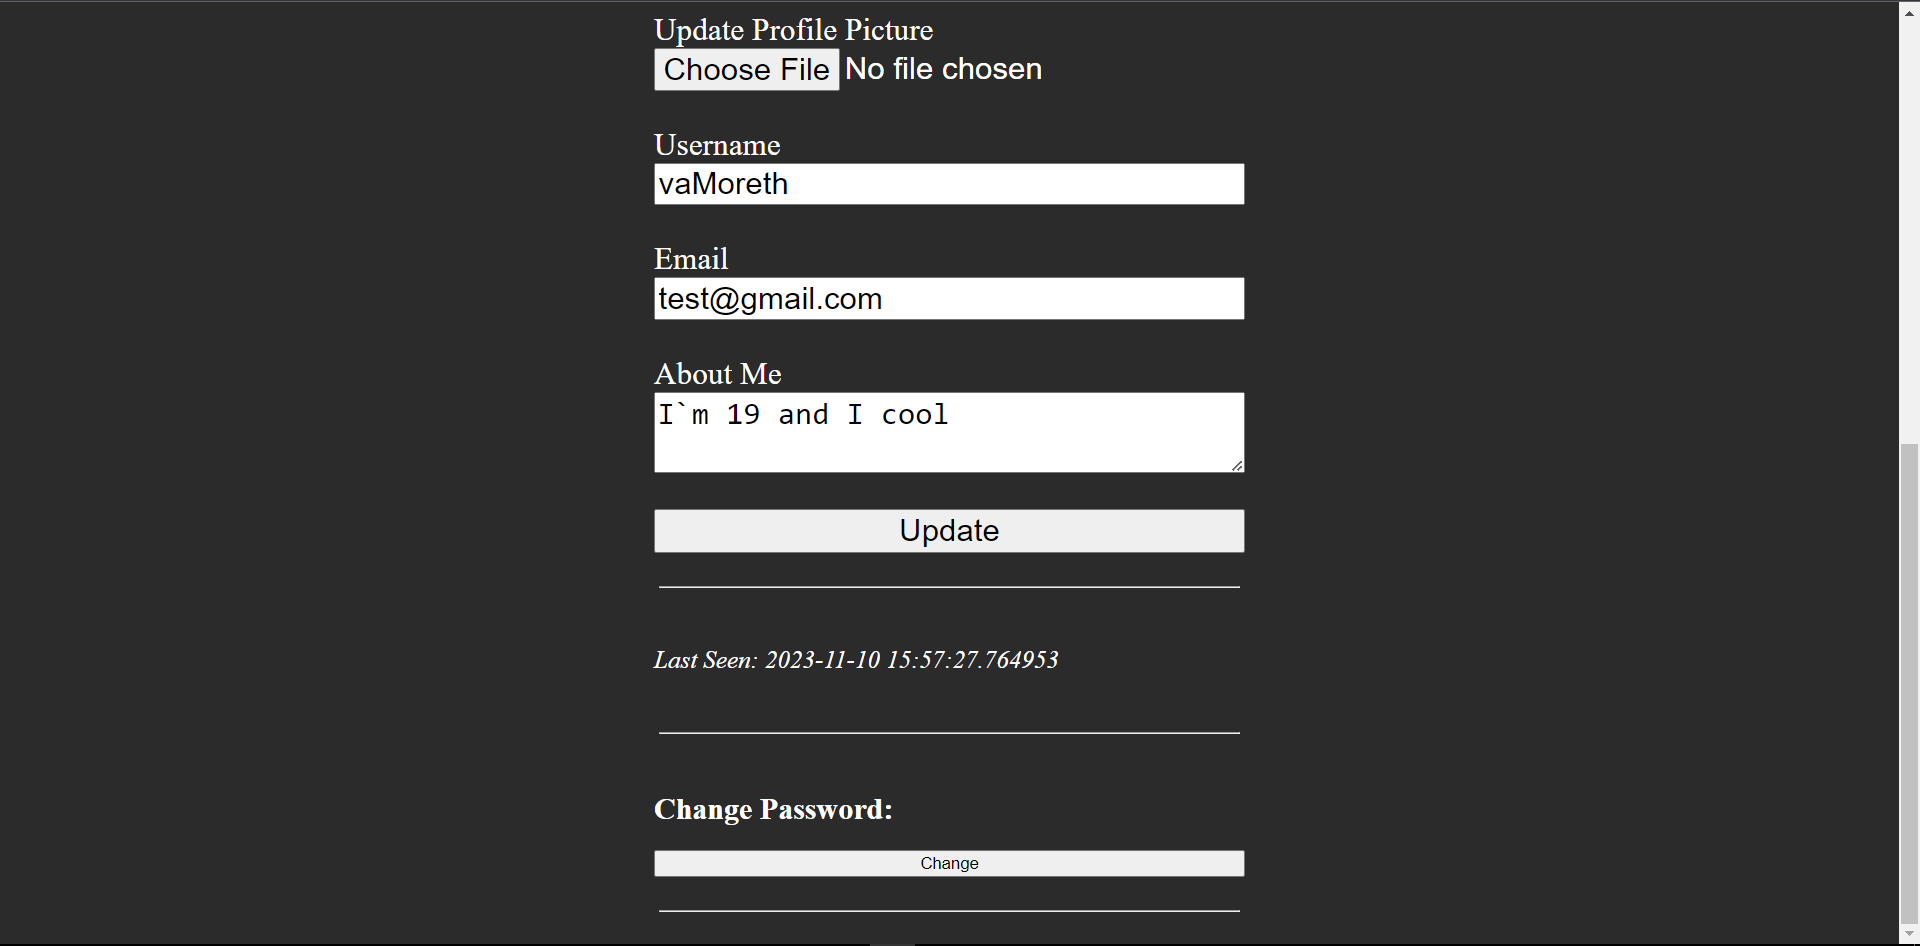 Update Profile Picture
Choose File No file chosen
Username
vaMoreth
Email
test@gmail.com
About Me
I`m 19 and I cool
Update
Last Seen: 2023-11-10 15:57:27.764953
Change Password:
Change